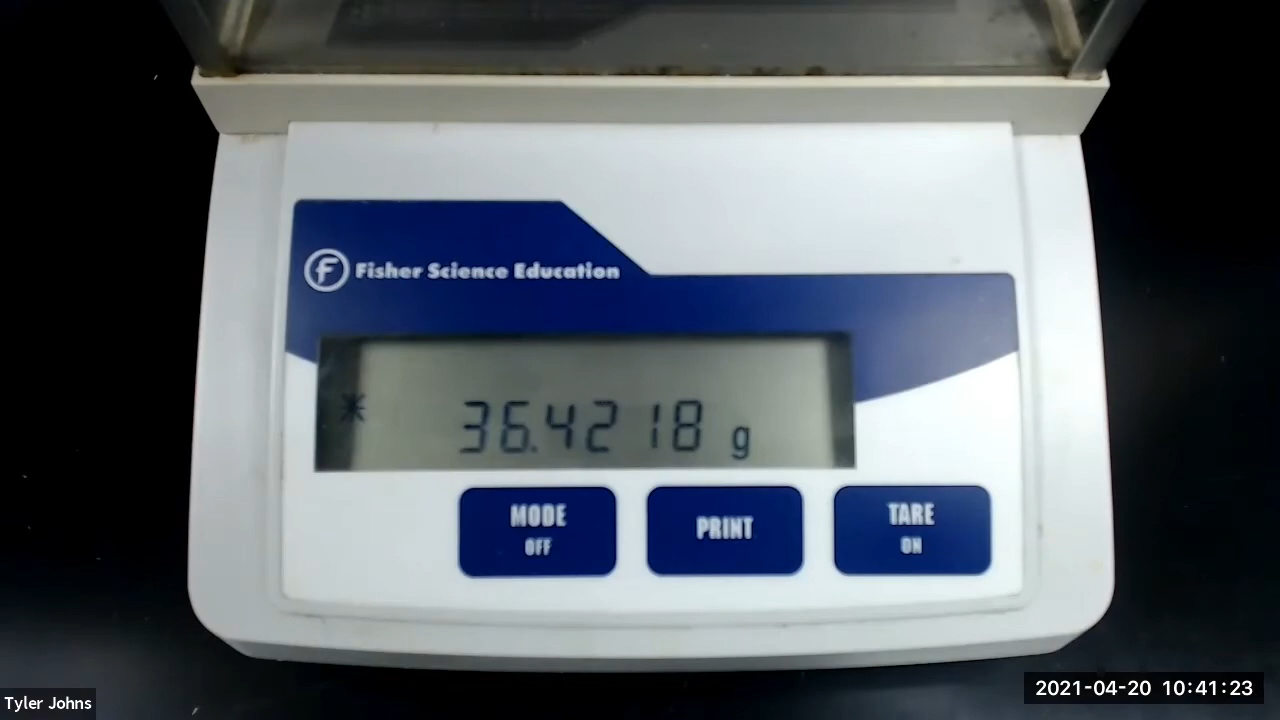 F Fisher Science Education
* 36.4218 g
MODE PRINT TARE
OFF ON
Tyler Johns
2021-04-20 10:41:23